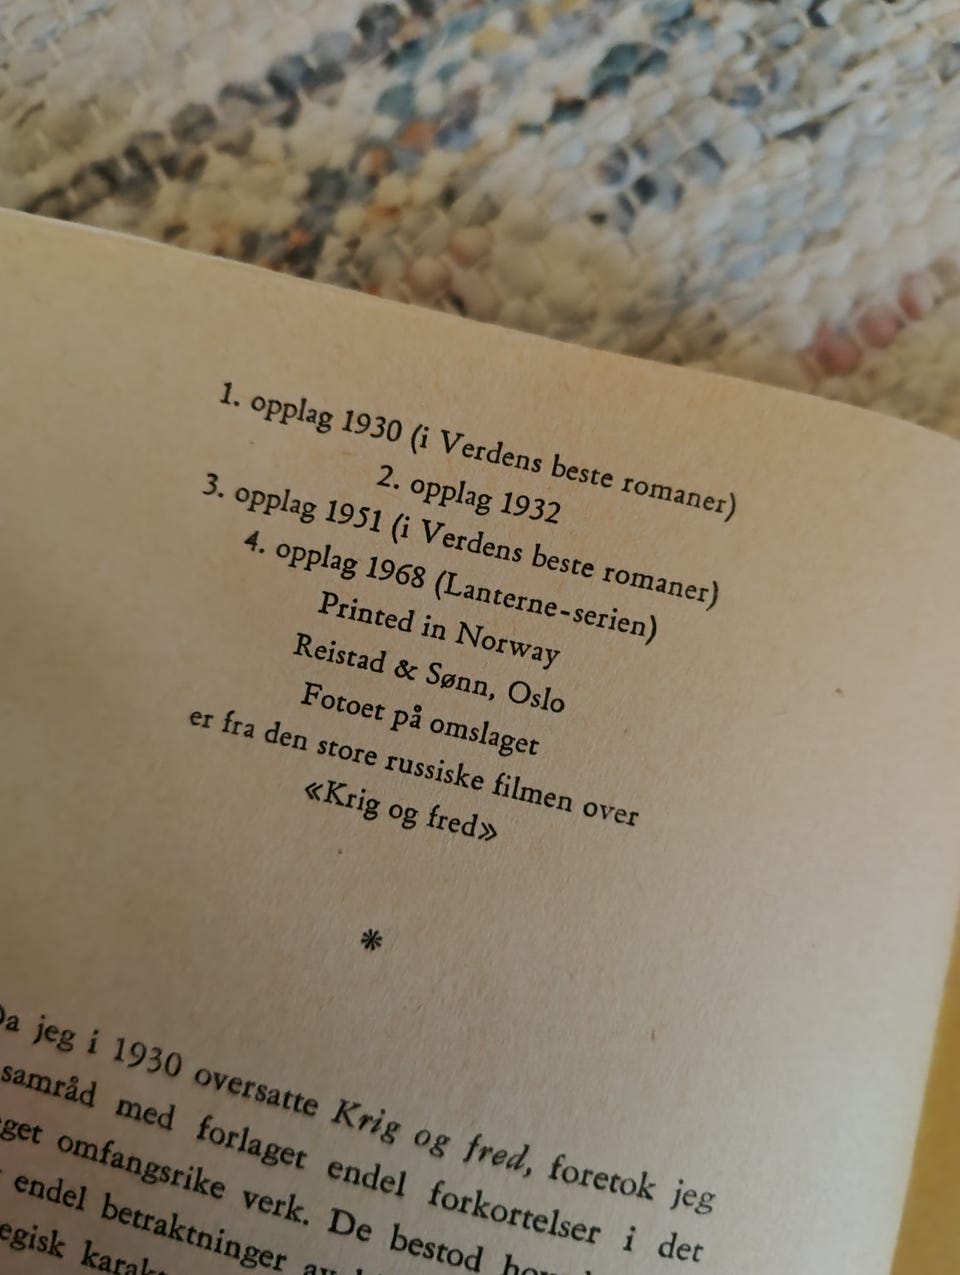 1. opplag 1930 (i Verdens beste romaner)
2. opplag 1932
3. opplag 1951 (i Verdens beste romaner)
4. opplag 1968 (Lanterne-serien)
Printed in Norway
Reistad & Sønn, Oslo
Fotoet på omslaget
er fra den store russiske filmen over
«Krig og fred»
*
Da jeg i 1930 oversatte Krig og fred, foretok jeg
samråd med forlaget endel forkortelser i det
omfangsrike verk. De bestod
endel betraktninger av